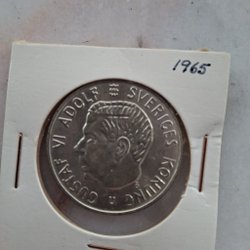 1965
GUSTAF VI ADOLF SVERIGES KONUNG
U